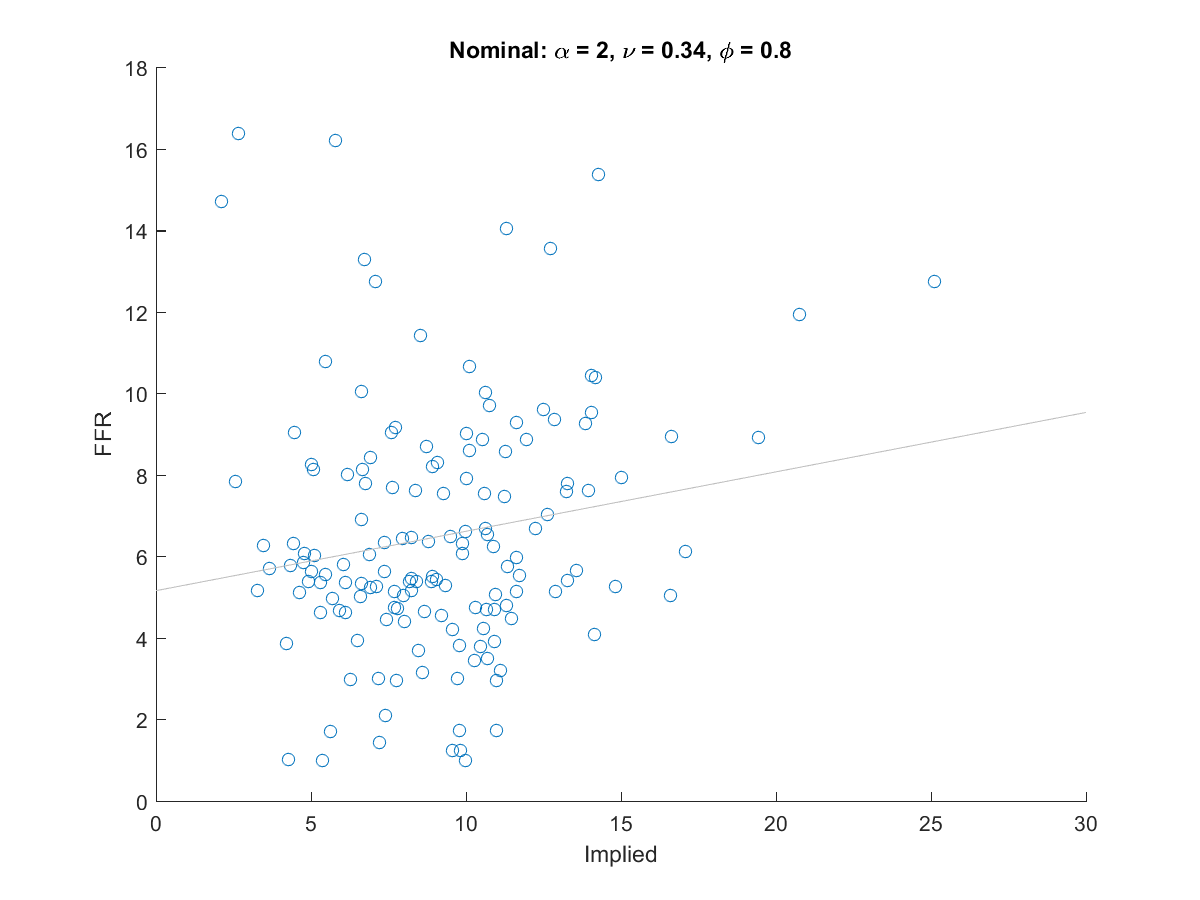 Nominal: α = 2, ν = 0.34, ϕ = 0.8
18
16
14
12
10
8
6
4
2
0
FFR
0 5 10 15 20 25 30
Implied